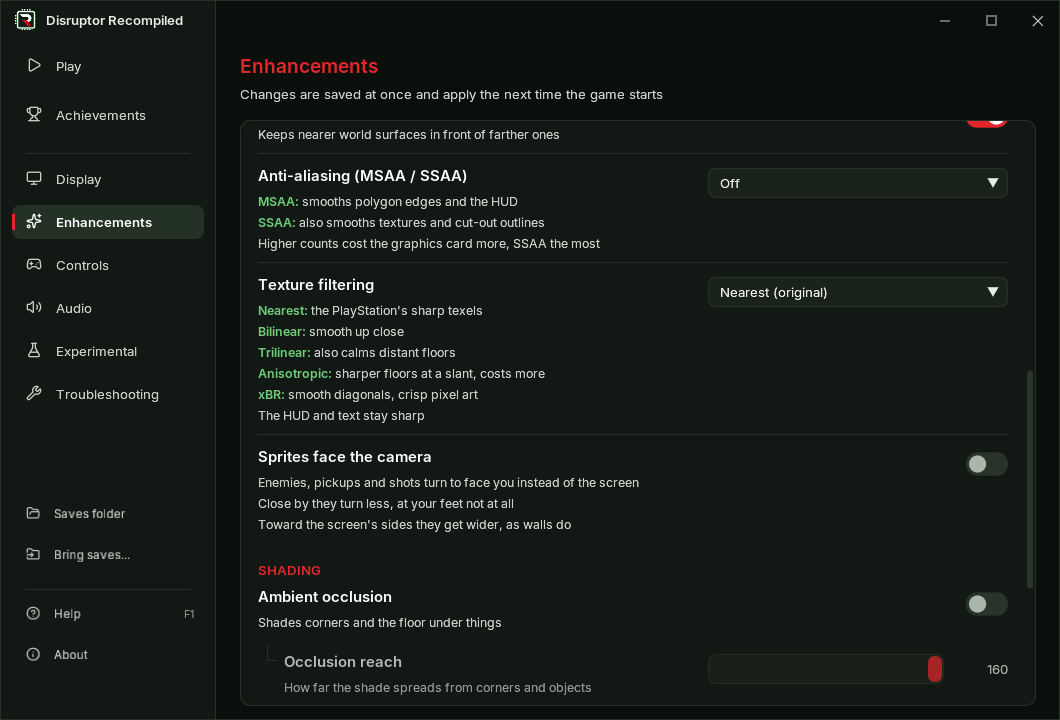 Disruptor Recompiled
Play
Achievements
Display
Enhancements
Controls
Audio
Experimental
Troubleshooting
Saves folder
Bring saves...
Help F1
About
Enhancements
Changes are saved at once and apply the next time the game starts
Keeps nearer world surfaces in front of farther ones
Anti-aliasing (MSAA / SSAA)
Off
MSAA: smooths polygon edges and the HUD
SSAA: also smooths textures and cut-out outlines
Higher counts cost the graphics card more, SSAA the most
Texture filtering
Nearest (original)
Nearest: the PlayStation's sharp texels
Bilinear: smooth up close
Trilinear: also calms distant floors
Anisotropic: sharper floors at a slant, costs more
xBR: smooth diagonals, crisp pixel art
The HUD and text stay sharp
Sprites face the camera
Enemies, pickups and shots turn to face you instead of the screen
Close by they turn less, at your feet not at all
Toward the screen's sides they get wider, as walls do
SHADING
Ambient occlusion
Shades corners and the floor under things
Occlusion reach
160
How far the shade spreads from corners and objects